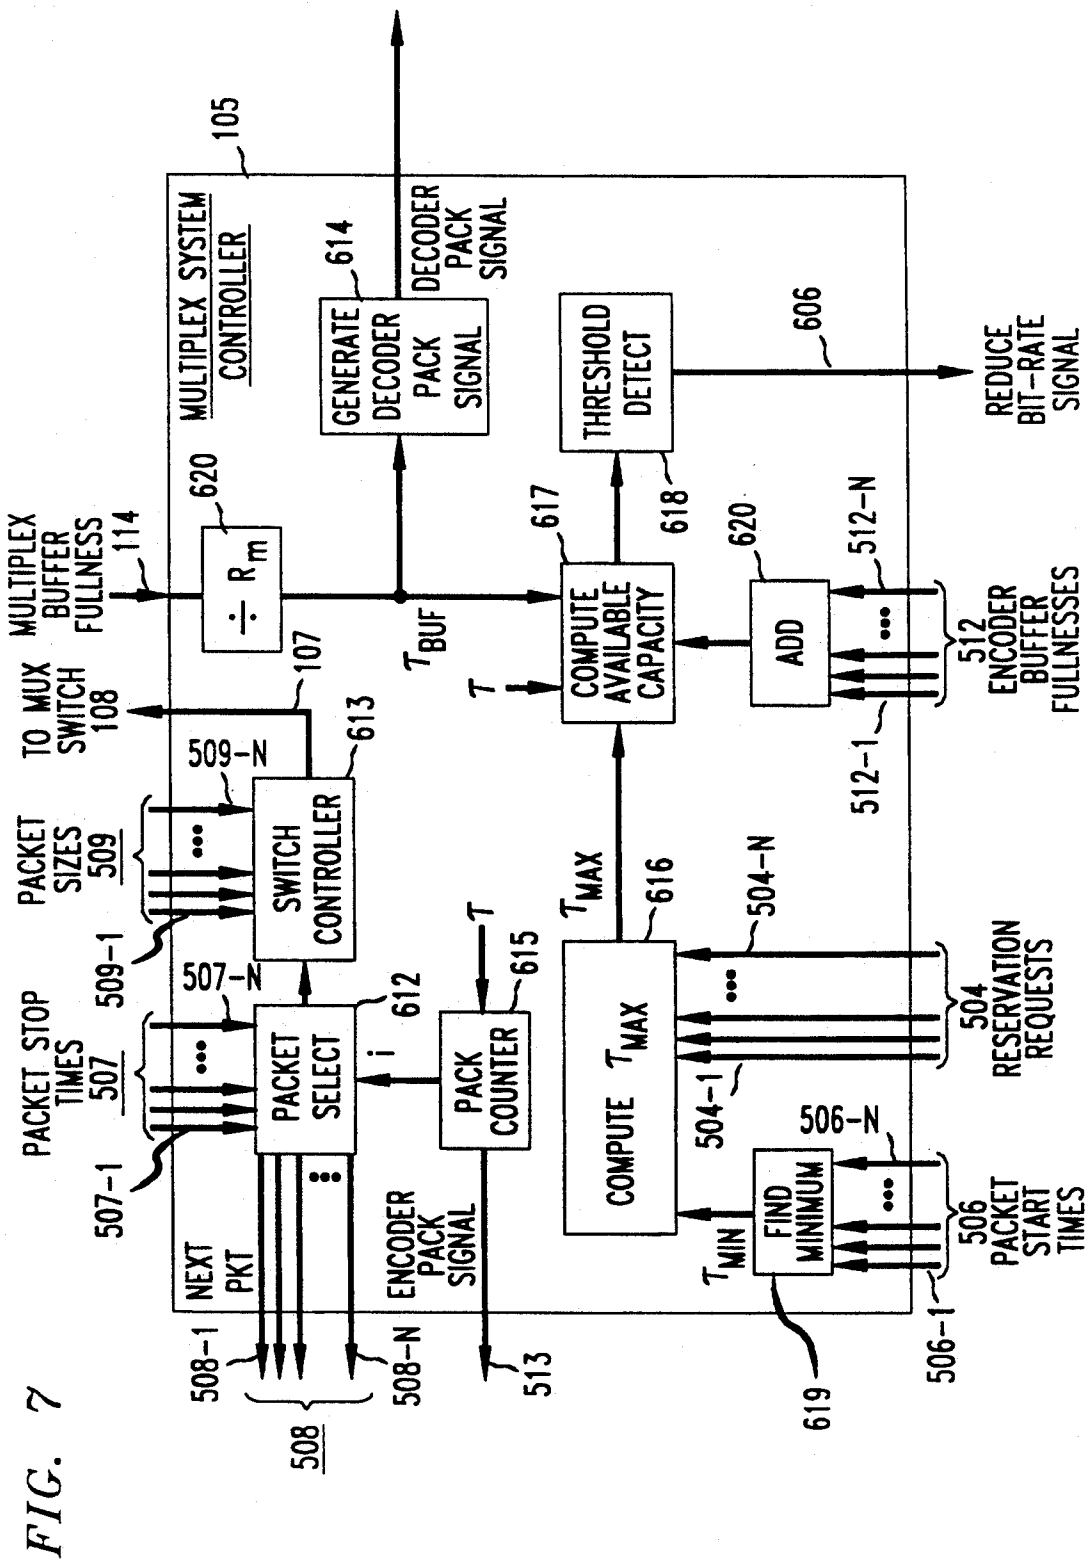 FIG. 7
PACKET STOP
TIMES
507
507-1
507-N
PACKET
SIZES
509
509-1
509-N
TO MUX
SWITCH
108
107
MULTIPLEX
BUFFER
FULLNESS
114
620
÷ Rm
MULTIPLEX SYSTEM
CONTROLLER
105
NEXT
PKT
508-1
508-N
508
PACKET
SELECT
612
SWITCH
CONTROLLER
613
GENERATE
DECODER
PACK
SIGNAL
614
DECODER
PACK
SIGNAL
τBUF
i
ENCODER
PACK
SIGNAL
513
PACK
COUNTER
615
τ
τ
COMPUTE τMAX
616
τMAX
COMPUTE
AVAILABLE
CAPACITY
617
THRESHOLD
DETECT
618
606
REDUCE
BIT-RATE
SIGNAL
τMIN
FIND
MINIMUM
619
506-1
506-N
506
PACKET
START
TIMES
504-1
504-N
504
RESERVATION
REQUESTS
ADD
620
512-1
512-N
512
ENCODER
BUFFER
FULLNESSES